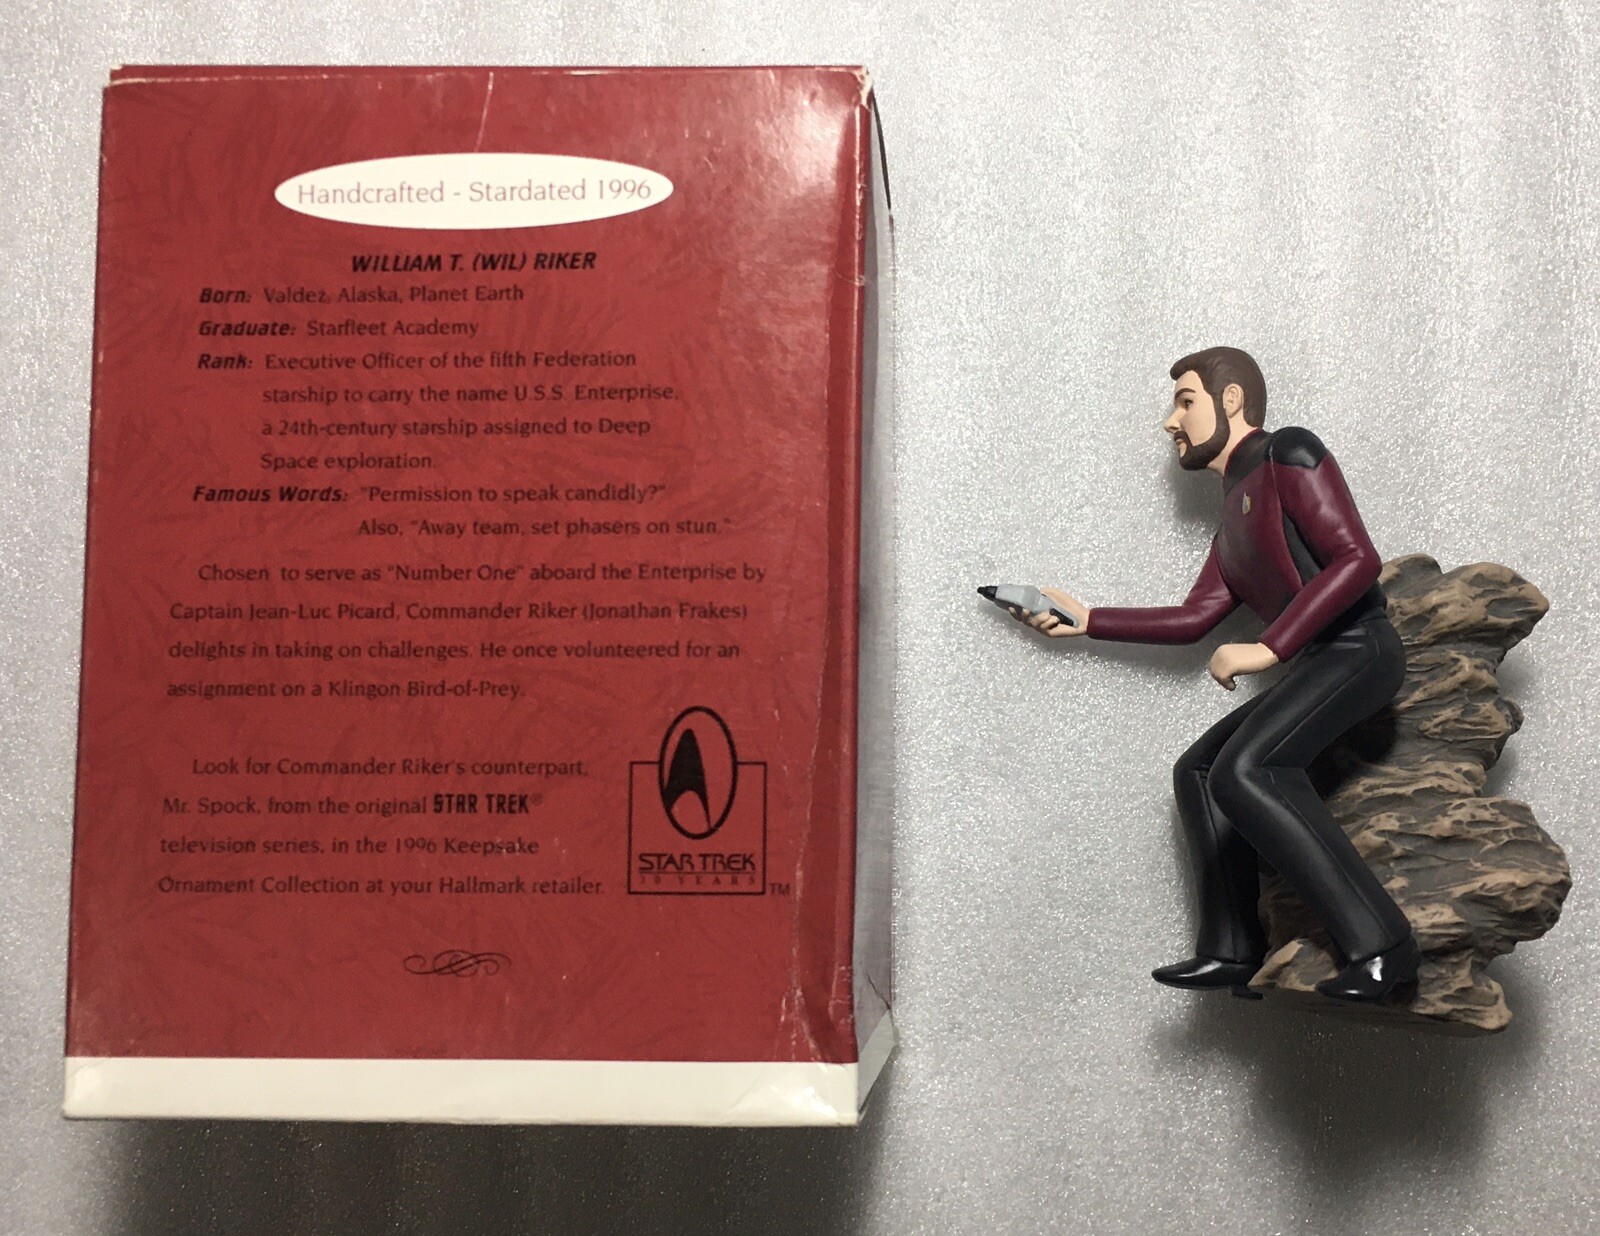 Handcrafted - Stardated 1996
WILLIAM T. (WIL) RIKER
Born: Valdez, Alaska, Planet Earth
Graduate: Starfleet Academy
Rank: Executive Officer of the fifth Federation
starship to carry the name U.S.S. Enterprise,
a 24th-century starship assigned to Deep
Space exploration.
Famous Words: "Permission to speak candidly?"
Also, "Away team, set phasers on stun."
Chosen to serve as "Number One" aboard the Enterprise by
Captain Jean-Luc Picard, Commander Riker (Jonathan Frakes)
delights in taking on challenges. He once volunteered for an
assignment on a Klingon Bird-of-Prey.
Look for Commander Riker's counterpart,
Mr. Spock, from the original STAR TREK®
television series, in the 1996 Keepsake
Ornament Collection at your Hallmark retailer.
STAR TREK
30 YEARS
TM